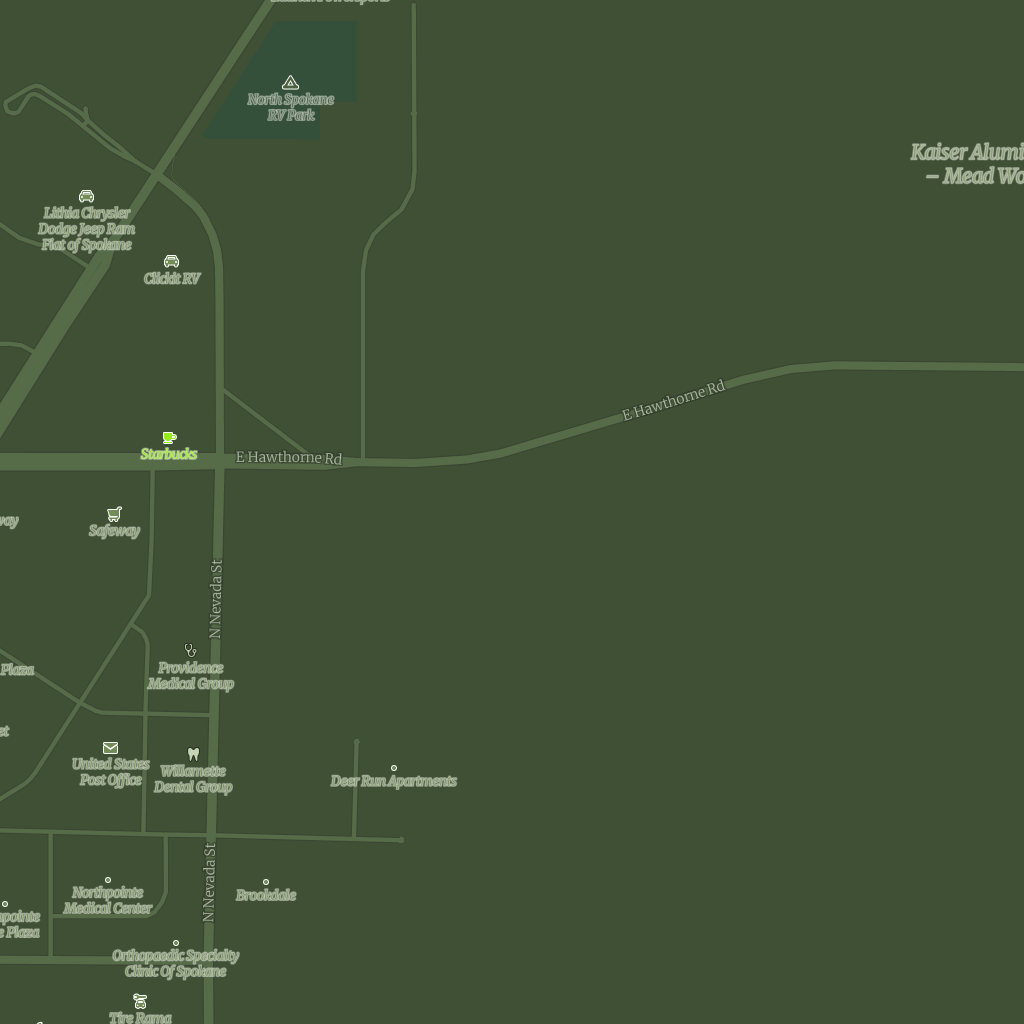 North Spokane
RV Park
Kaiser Alumi
– Mead Wo
Lithia Chrysler
Dodge Jeep Ram
Fiat of Spokane
Clickit RV
E Hawthorne Rd
Starbucks
E Hawthorne Rd
Safeway
way
N Nevada St
Providence
Medical Group
Plaza
et
United States
Post Office
Willamette
Dental Group
Deer Run Apartments
N Nevada St
Northpointe
Medical Center
Brookdale
pointe
e Plaza
Orthopaedic Specialty
Clinic Of Spokane
Tire Rama